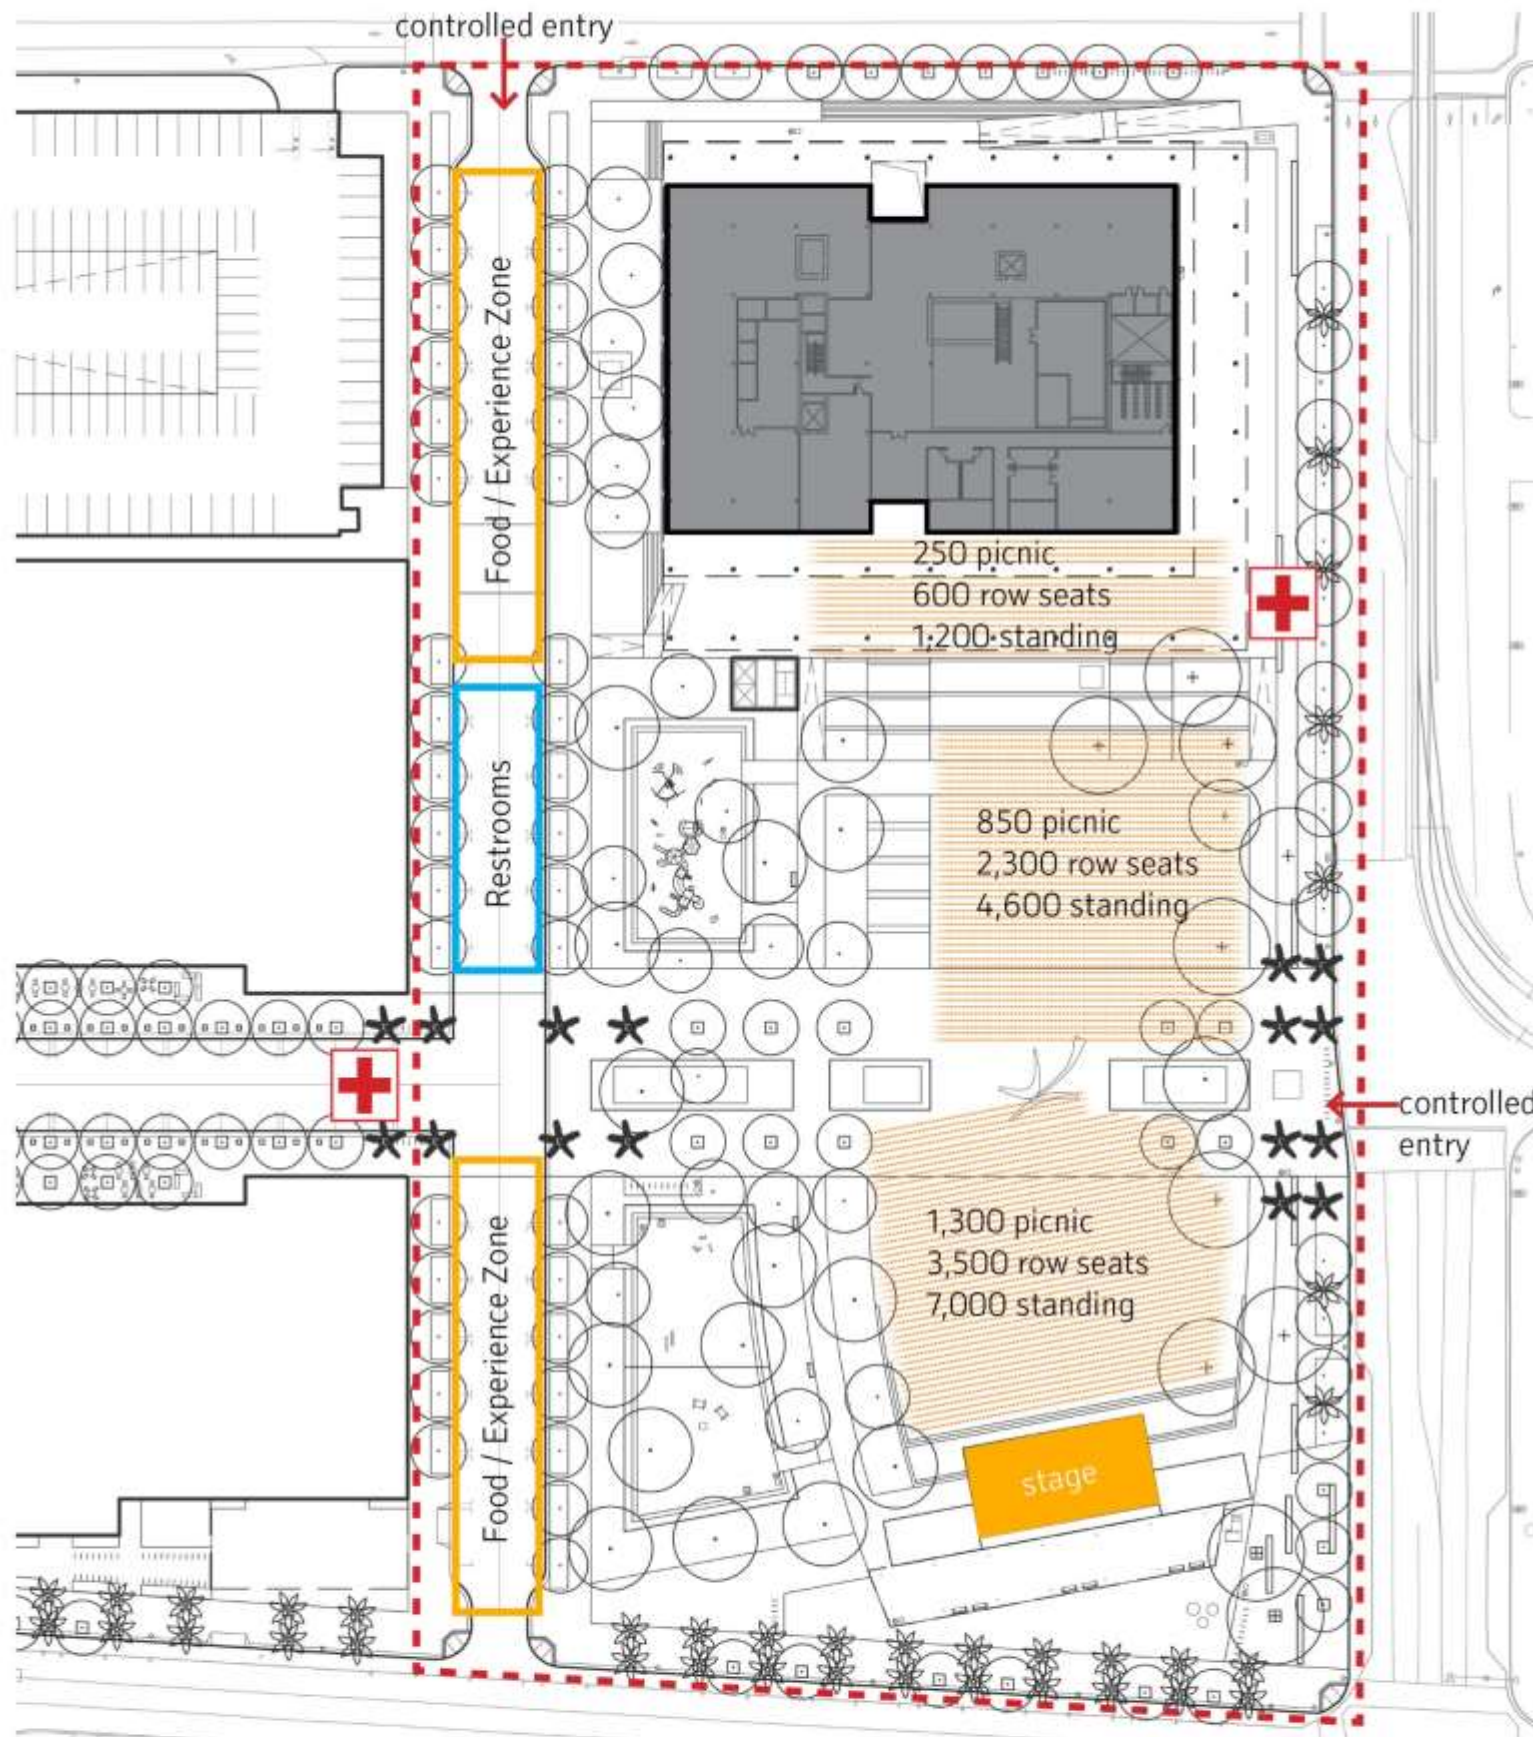 controlled entry
Food / Experience Zone
250 picnic
600 row seats
1,200 standing
Restrooms
850 picnic
2,300 row seats
4,600 standing
controlled
entry
Food / Experience Zone
1,300 picnic
3,500 row seats
7,000 standing
stage